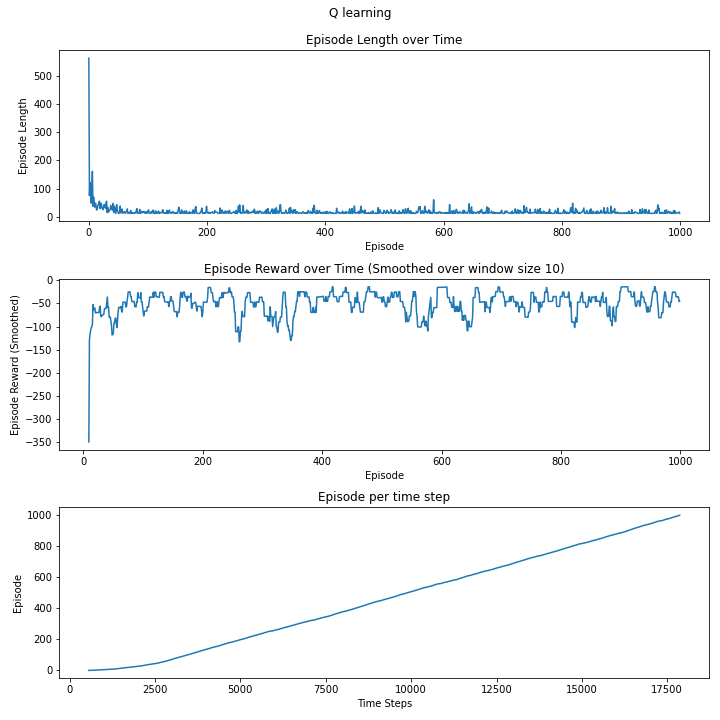 Q learning
Episode Length over Time
Episode Length
500
400
300
200
100
0
0 200 400 600 800 1000
Episode
Episode Reward over Time (Smoothed over window size 10)
Episode Reward (Smoothed)
0
−50
−100
−150
−200
−250
−300
−350
0 200 400 600 800 1000
Episode
Episode per time step
Episode
1000
800
600
400
200
0
0 2500 5000 7500 10000 12500 15000 17500
Time Steps